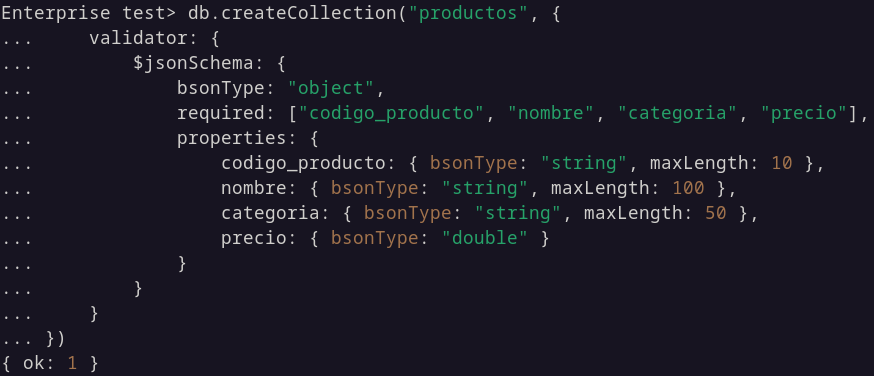 Enterprise test> db.createCollection("productos", {
...     validator: {
...         $jsonSchema: {
...             bsonType: "object",
...             required: ["codigo_producto", "nombre", "categoria", "precio"],
...             properties: {
...                 codigo_producto: { bsonType: "string", maxLength: 10 },
...                 nombre: { bsonType: "string", maxLength: 100 },
...                 categoria: { bsonType: "string", maxLength: 50 },
...                 precio: { bsonType: "double" }
...             }
...         }
...     }
... })
{ ok: 1 }